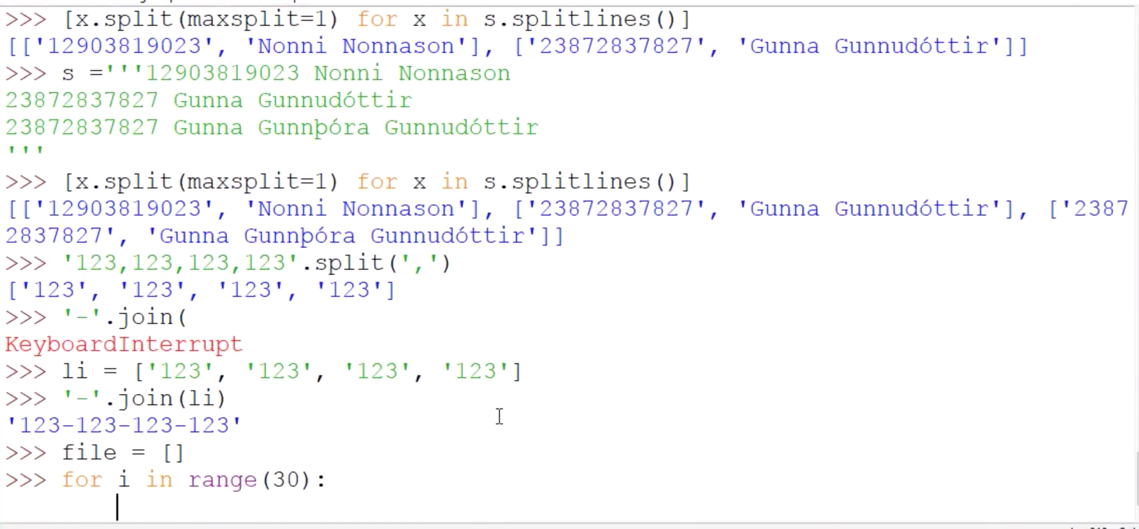 >>> [x.split(maxsplit=1) for x in s.splitlines()]
[['12903819023', 'Nonni Nonnason'], ['23872837827', 'Gunna Gunnudóttir']]
>>> s ='''12903819023 Nonni Nonnason
23872837827 Gunna Gunnudóttir
23872837827 Gunna Gunnþóra Gunnudóttir
'''
>>> [x.split(maxsplit=1) for x in s.splitlines()]
[['12903819023', 'Nonni Nonnason'], ['23872837827', 'Gunna Gunnudóttir'], ['2387
2837827', 'Gunna Gunnþóra Gunnudóttir']]
>>> '123,123,123,123'.split(',')
['123', '123', '123', '123']
>>> '-'.join(
KeyboardInterrupt
>>> li = ['123', '123', '123', '123']
>>> '-'.join(li)
'123-123-123-123'
>>> file = []
>>> for i in range(30):